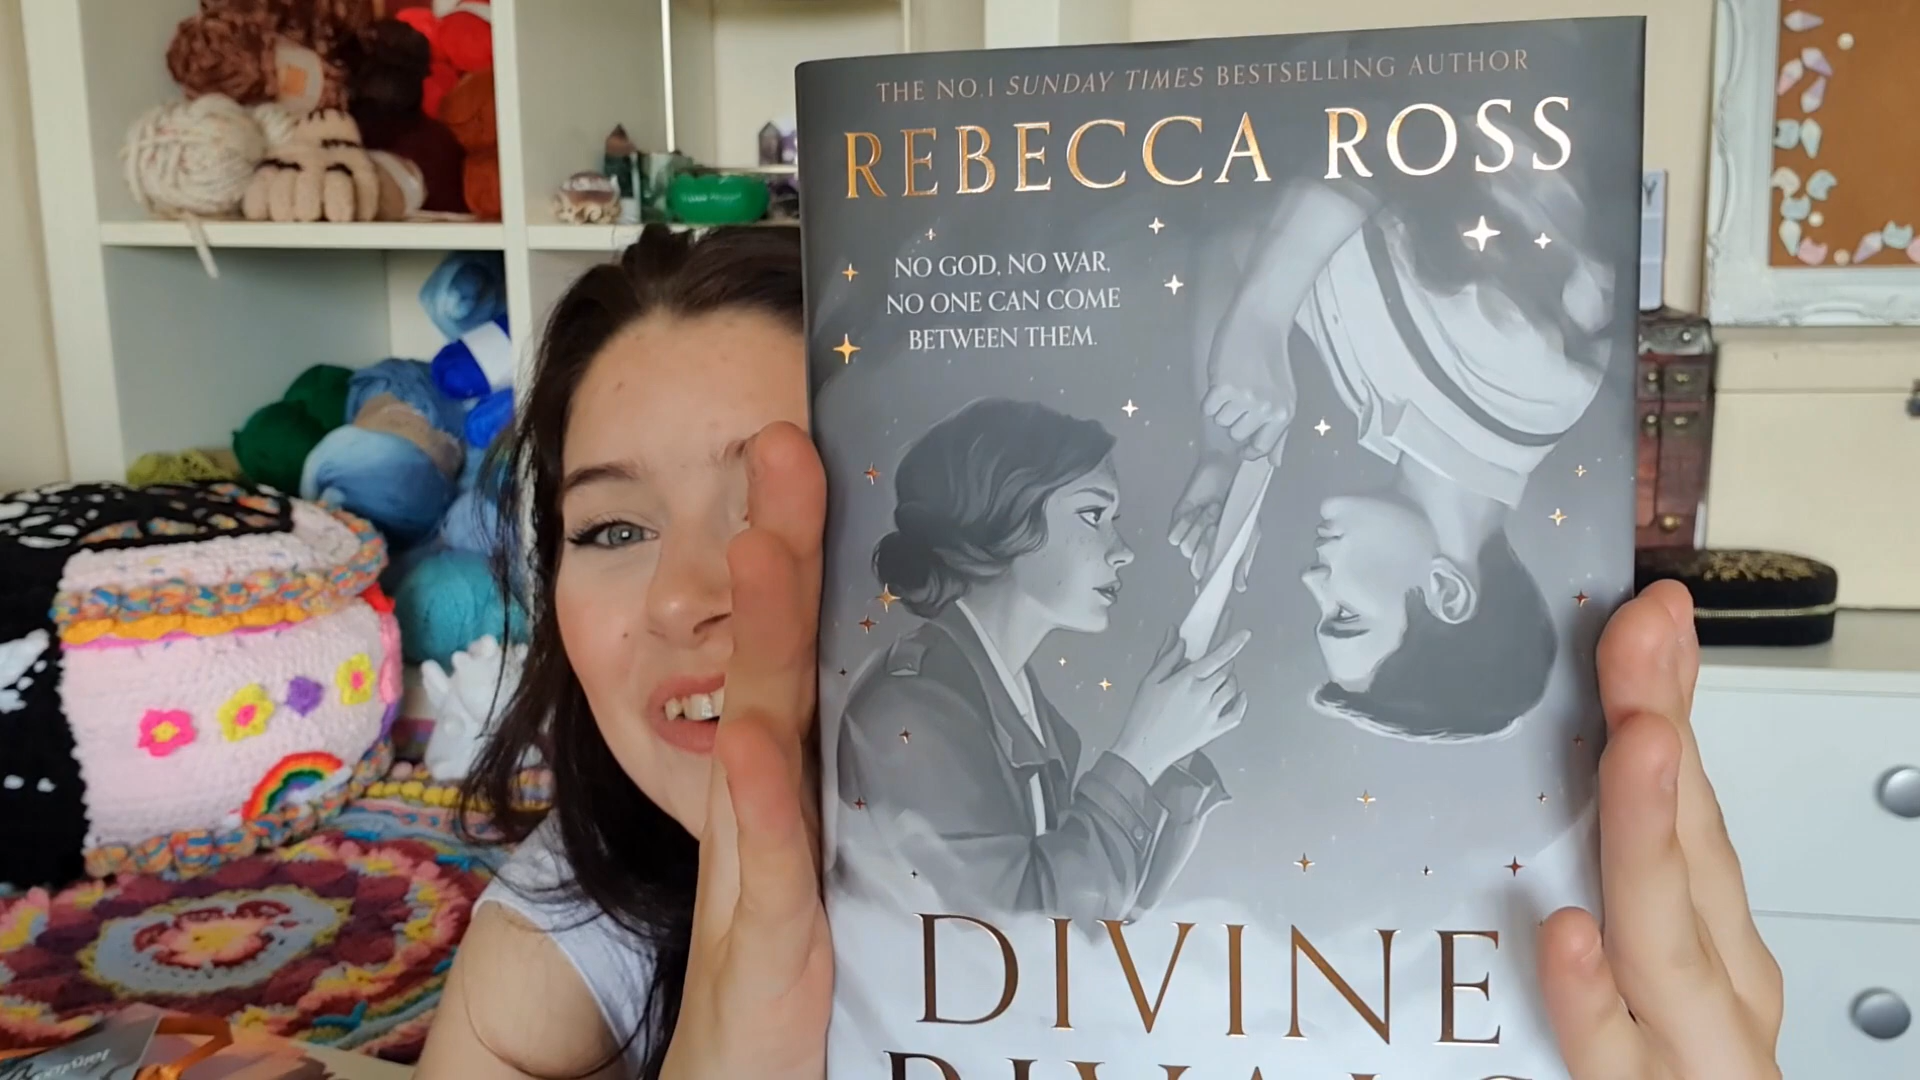 THE NO.1 SUNDAY TIMES BESTSELLING AUTHOR
REBECCA ROSS
NO GOD, NO WAR,
NO ONE CAN COME
BETWEEN THEM.
DIVINE
RIVALS